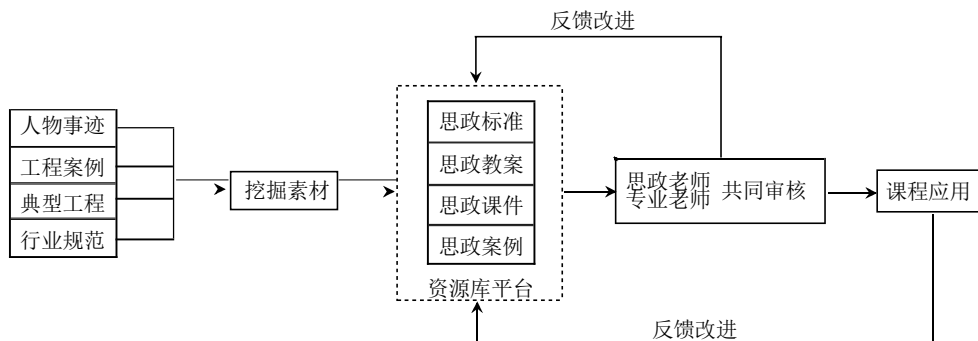 反馈改进
人物事迹
工程案例
典型工程
行业规范
挖掘素材
思政标准
思政教案
思政课件
思政案例
资源库平台
思政老师
专业老师
共同审核
课程应用
反馈改进